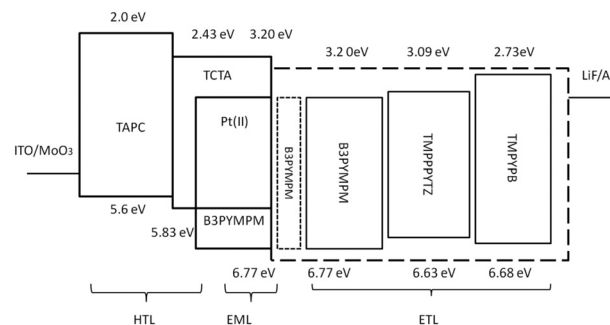 2.0 eV
2.43 eV 3.20 eV
3.2 0eV 3.09 eV 2.73eV
TCTA
LiF/A
TAPC
Pt(II)
B3PYMPM
B3PYMPM
TMPPPYTZ
TMPYPB
ITO/MoO3
5.6 eV
B3PYMPM
5.83 eV
6.77 eV 6.77 eV 6.63 eV 6.68 eV
HTL EML ETL